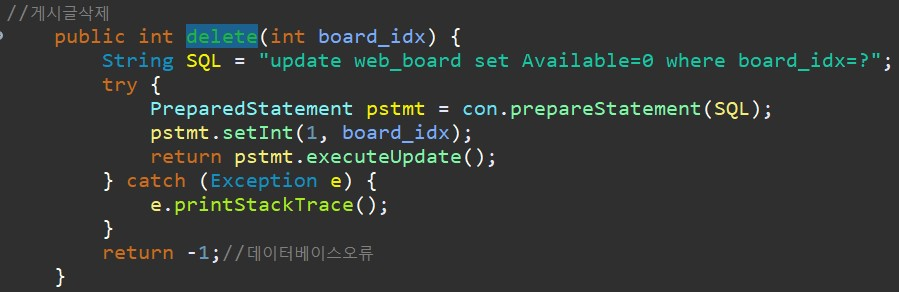 //게시글삭제
public int delete(int board_idx) {
String SQL = "update web_board set Available=0 where board_idx=?";
try {
PreparedStatement pstmt = con.prepareStatement(SQL);
pstmt.setInt(1, board_idx);
return pstmt.executeUpdate();
} catch (Exception e) {
e.printStackTrace();
}
return -1;//데이터베이스오류
}